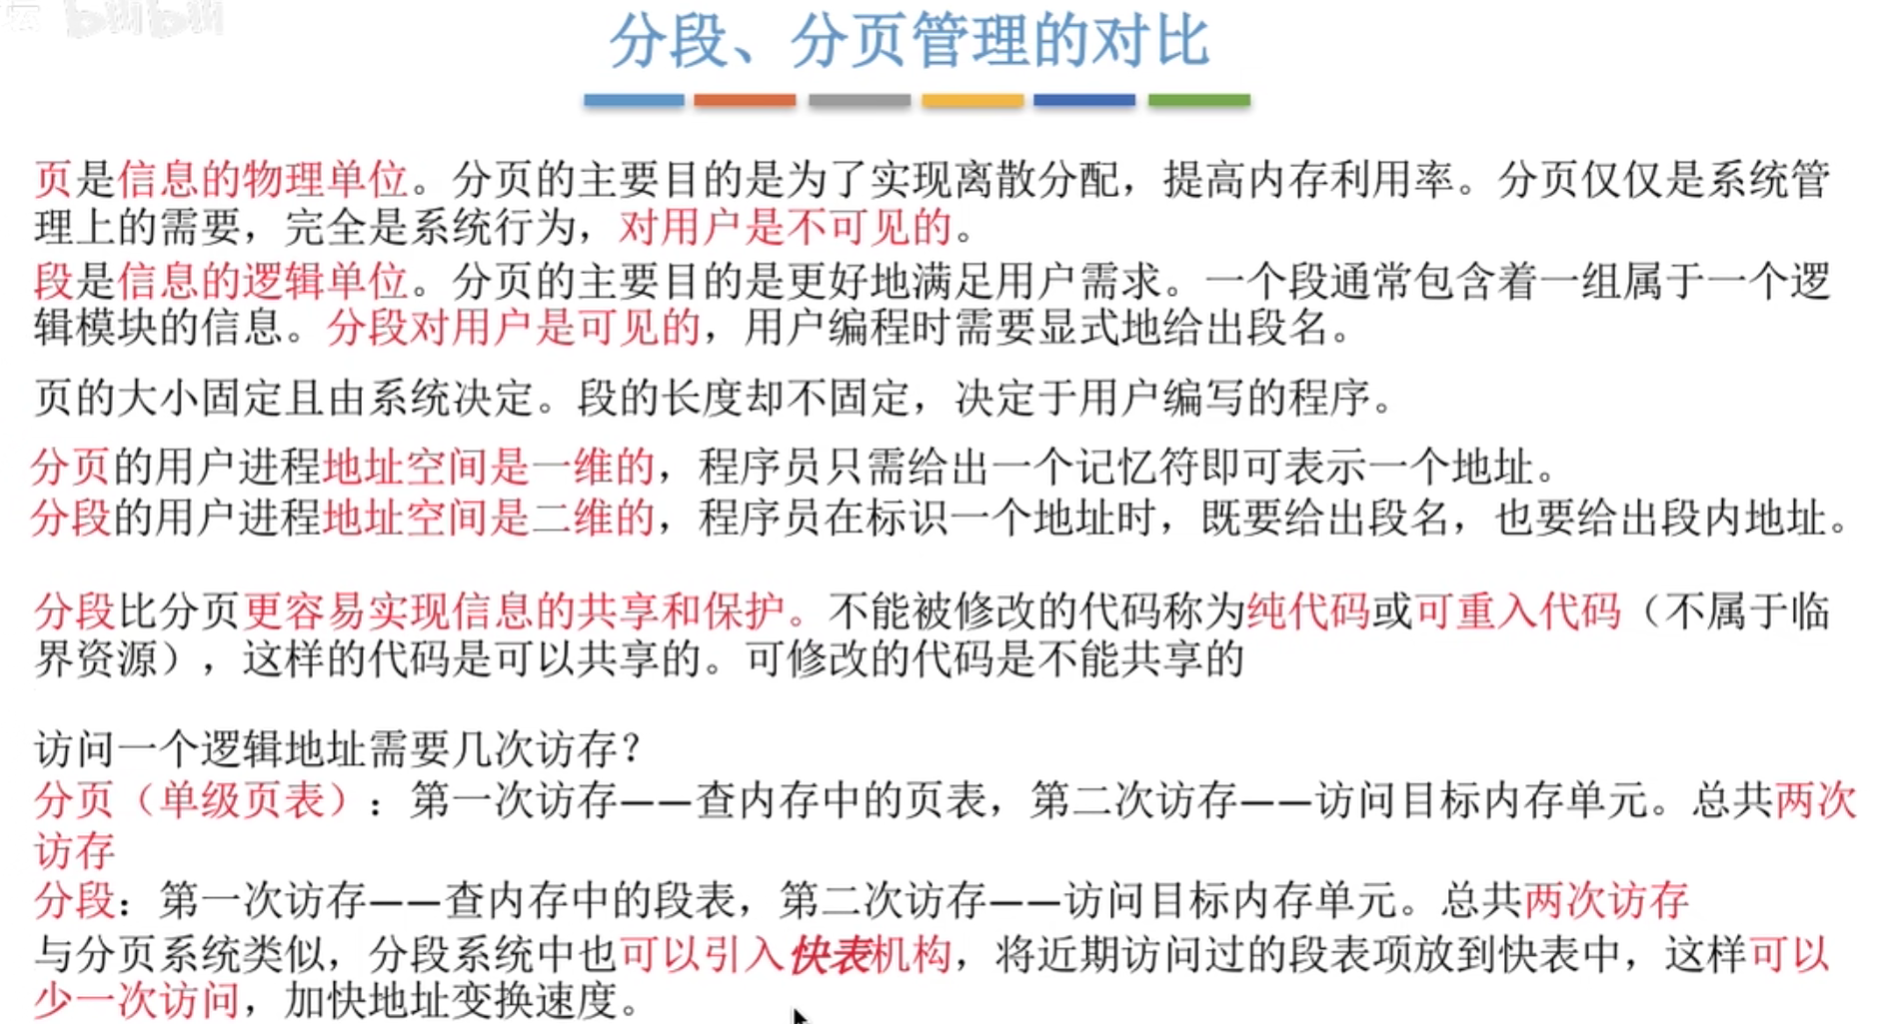 bilibili
分段、分页管理的对比
页是信息的物理单位。分页的主要目的是为了实现离散分配，提高内存利用率。分页仅仅是系统管
理上的需要，完全是系统行为，对用户是不可见的。
段是信息的逻辑单位。分页的主要目的是更好地满足用户需求。一个段通常包含着一组属于一个逻
辑模块的信息。分段对用户是可见的，用户编程时需要显式地给出段名。
页的大小固定且由系统决定。段的长度却不固定，决定于用户编写的程序。
分页的用户进程地址空间是一维的，程序员只需给出一个记忆符即可表示一个地址。
分段的用户进程地址空间是二维的，程序员在标识一个地址时，既要给出段名，也要给出段内地址。
分段比分页更容易实现信息的共享和保护。不能被修改的代码称为纯代码或可重入代码（不属于临
界资源），这样的代码是可以共享的。可修改的代码是不能共享的
访问一个逻辑地址需要几次访存？
分页（单级页表）：第一次访存——查内存中的页表，第二次访存——访问目标内存单元。总共两次
访存
分段：第一次访存——查内存中的段表，第二次访存——访问目标内存单元。总共两次访存
与分页系统类似，分段系统中也可以引入快表机构，将近期访问过的段表项放到快表中，这样可以
少一次访问，加快地址变换速度。